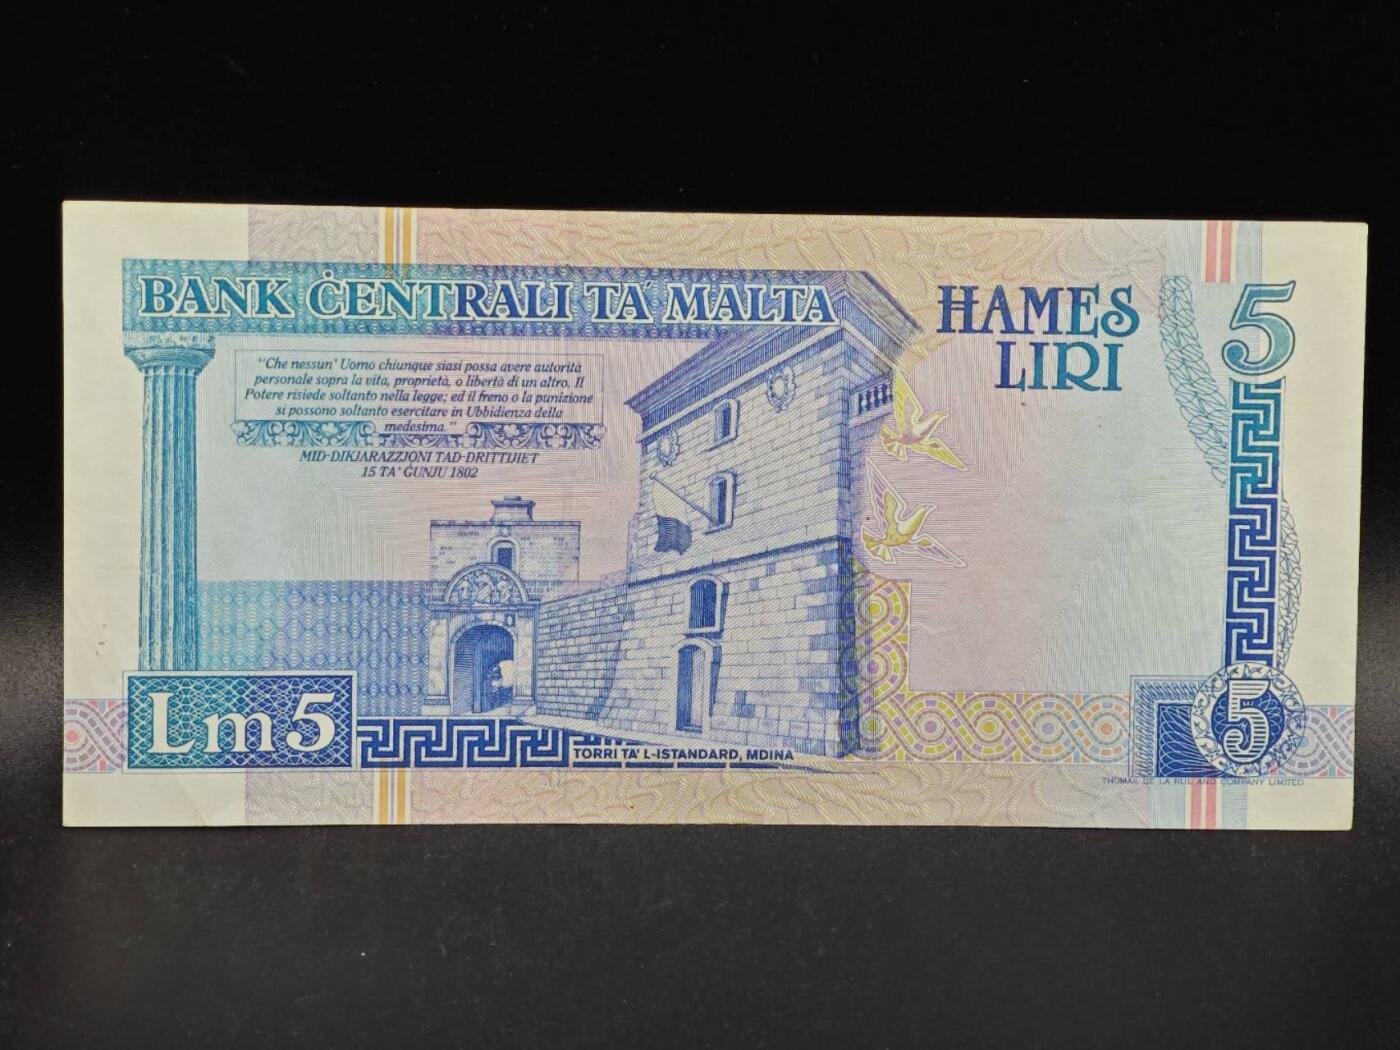 BANK ĊENTRALI TA' MALTA
HAMES
LIRI
5
"Che nessun' Uomo chiunque siasi possa avere autorità
personale sopra la vita, proprietà, o libertà di un altro. Il
Potere risiede soltanto nella legge; ed il freno o la punizione
si possono soltanto esercitare in Ubbidienza della
medesima."
MID-DIKJARAZZJONI TAD-DRITTIJIET
15 TA' ĠUNJU 1802
Lm5
TORRI TA' L-ISTANDARD, MDINA
5
THOMAS DE LA RUE AND COMPANY LIMITED